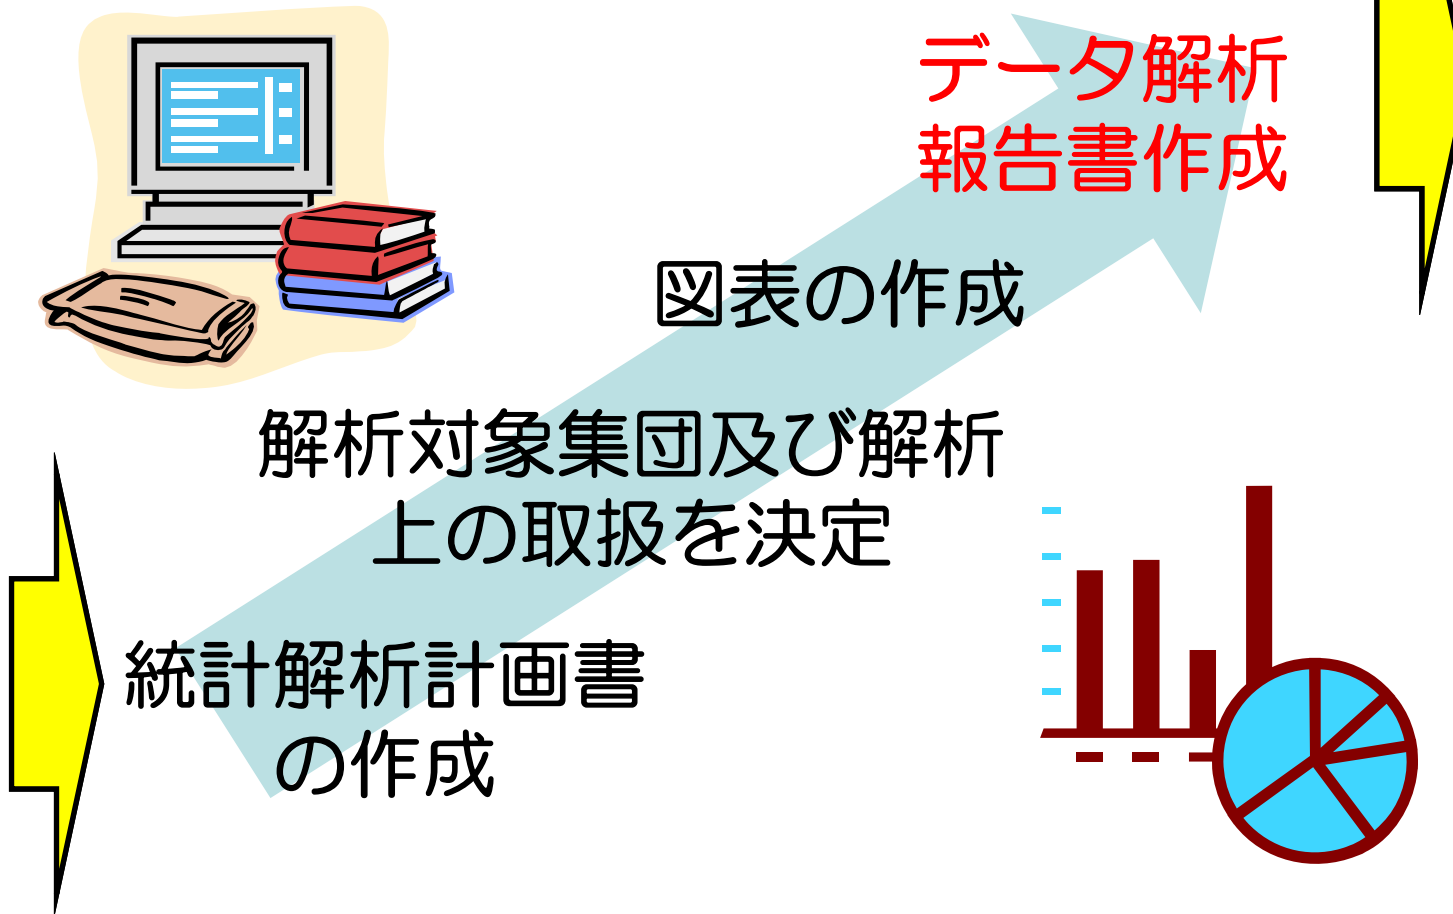 データ解析
報告書作成
図表の作成
解析対象集団及び解析
上の取扱を決定
統計解析計画書
の作成